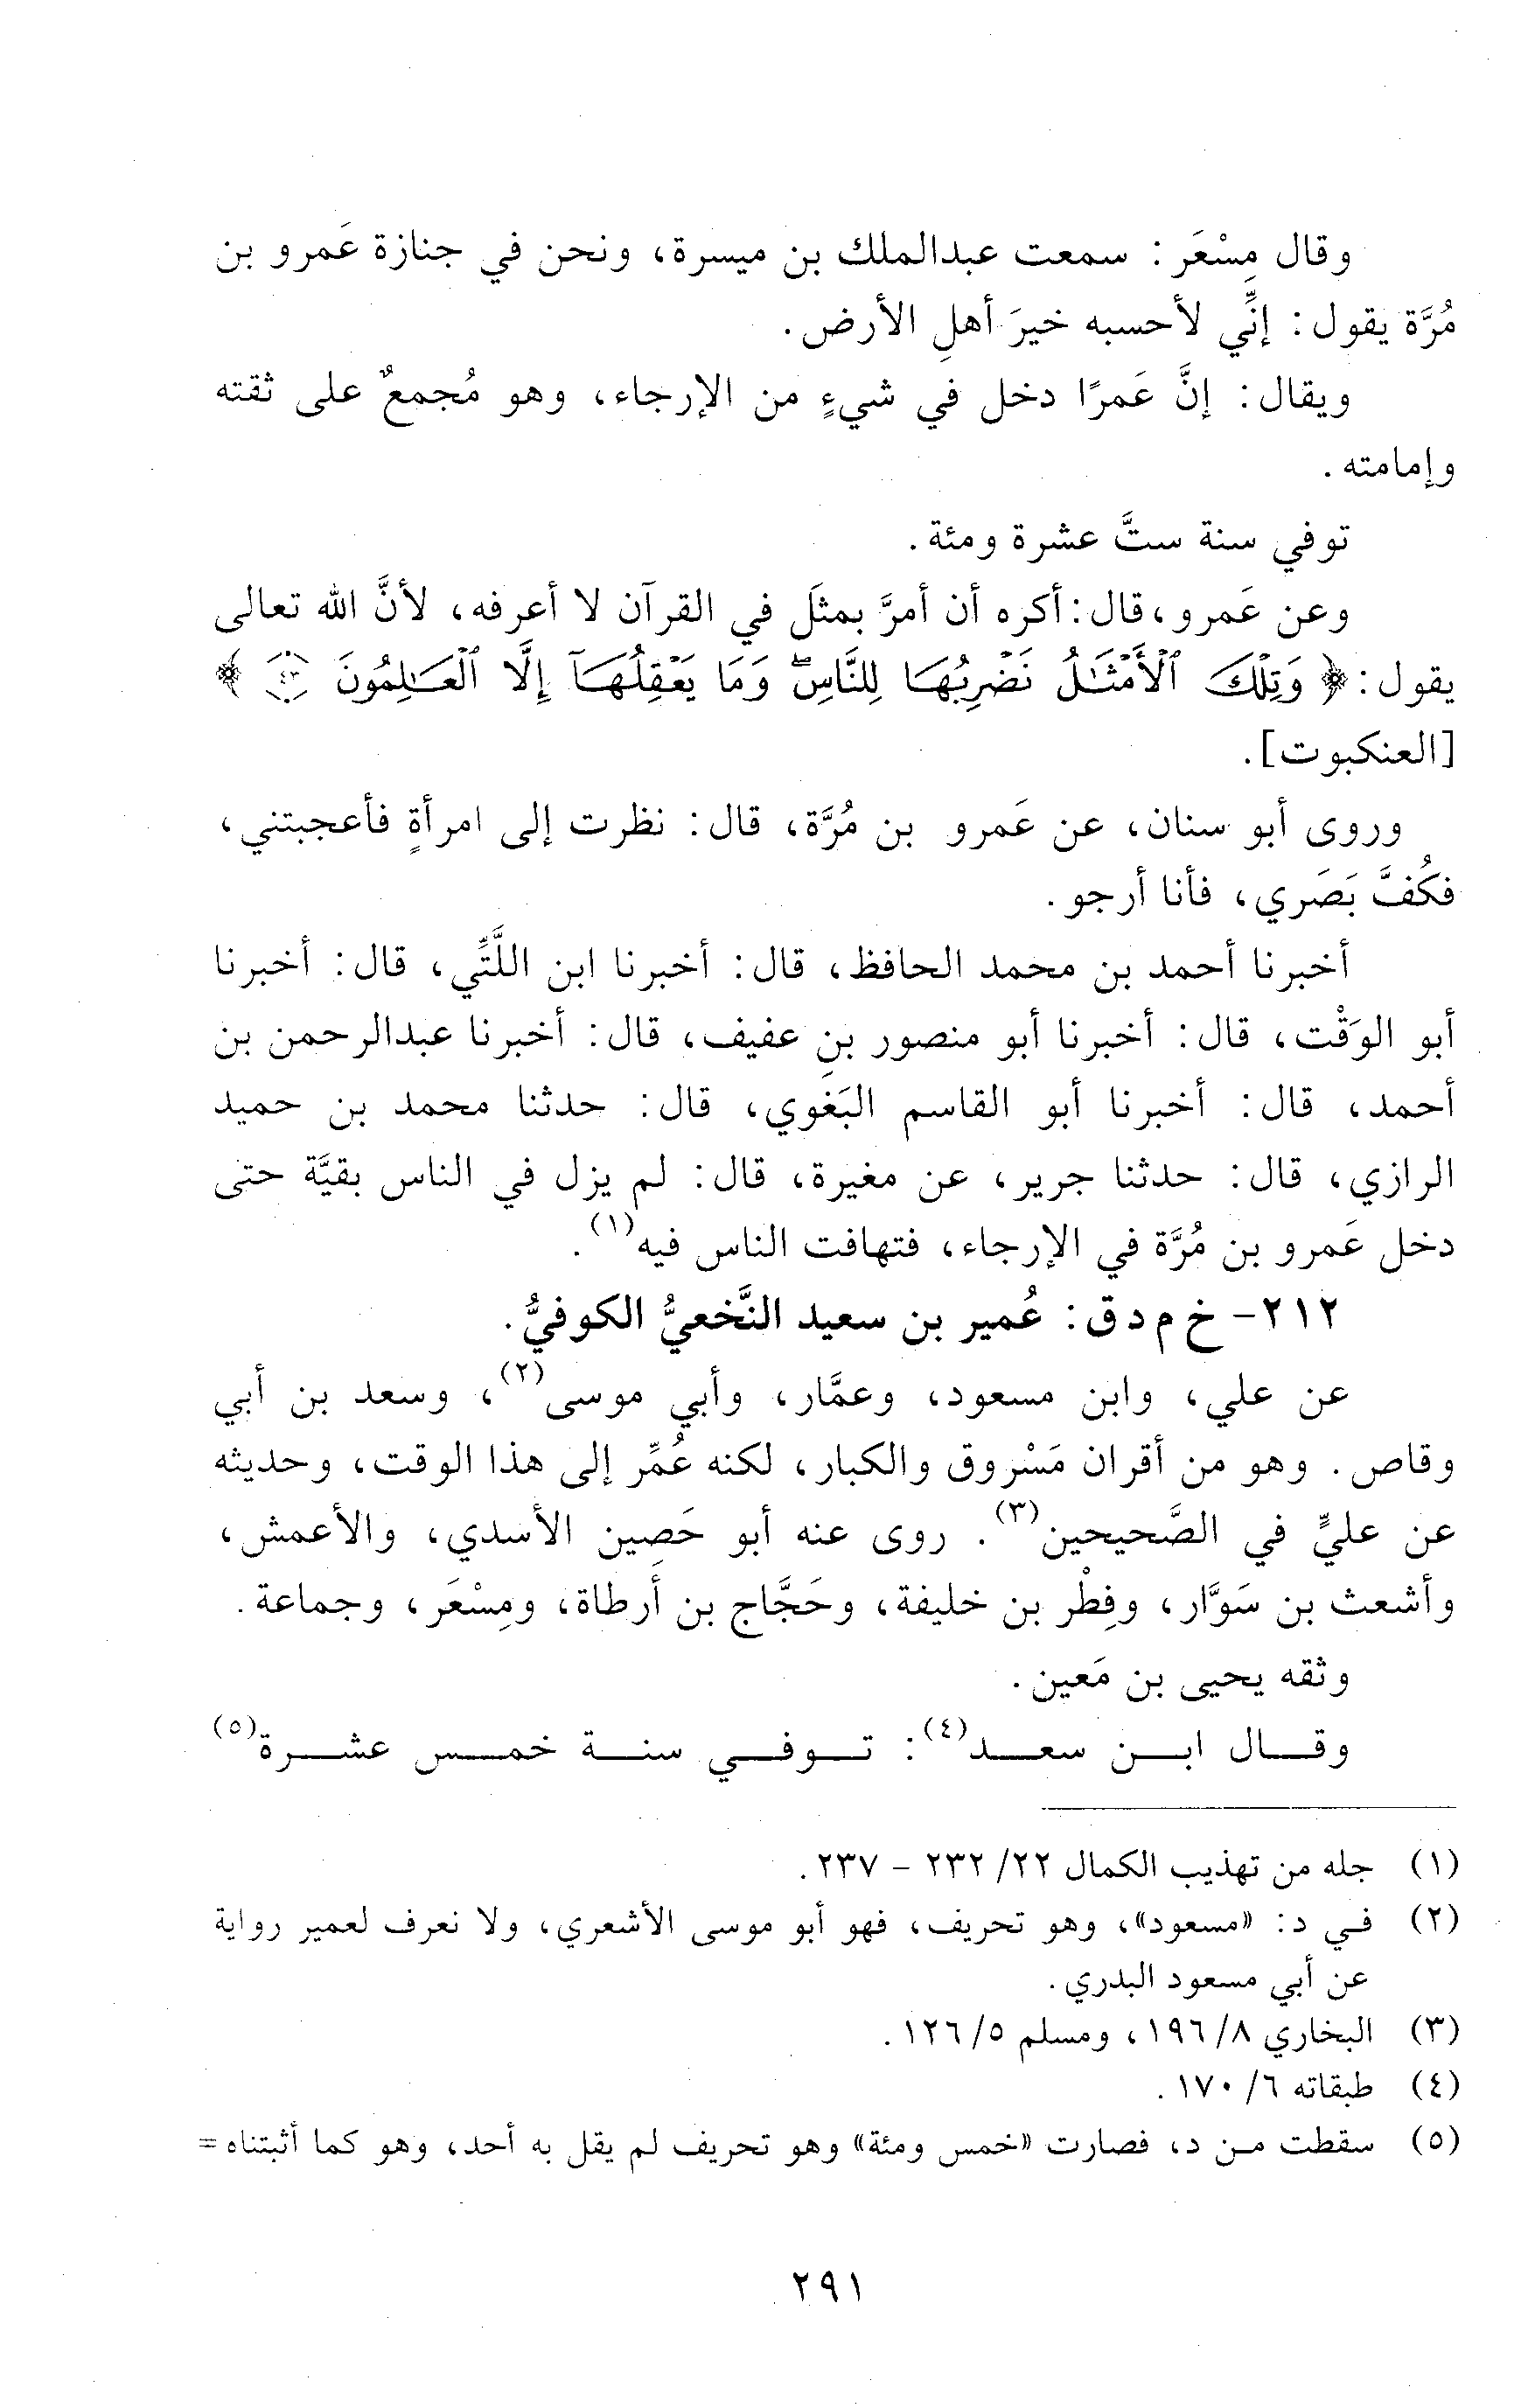 وقال مِسْعَر: سمعت عبدالملك بن ميسرة، ونحن في جنازة عَمرو بن
مُرَّة يقول: إنِّي لأحسبه خيرَ أهلِ الأرض.
ويقال: إنَّ عَمرًا دخل في شيءٍ من الإرجاء، وهو مُجمعٌ على ثقته
وإمامته.
توفي سنة ستَّ عشرة ومئة.
وعن عَمرو، قال: أكره أن أمرَّ بمثَل في القرآن لا أعرفه، لأنَّ الله تعالى
يقول: ﴿ وَتِلْكَ ٱلْأَمْثَـٰلُ نَضْرِبُهَا لِلنَّاسِۖ وَمَا يَعْقِلُهَآ إِلَّا ٱلْعَـٰلِمُونَ ٤٣ ﴾
[العنكبوت].
وروى أبو سنان، عن عَمرو بن مُرَّة، قال: نظرت إلى امرأةٍ فأعجبتني،
فكُفَّ بَصَري، فأنا أرجو.
أخبرنا أحمد بن محمد الحافظ، قال: أخبرنا ابن اللَّتِّي، قال: أخبرنا
أبو الوَقْت، قال: أخبرنا أبو منصور بنِ عفيف، قال: أخبرنا عبدالرحمن بن
أحمد، قال: أخبرنا أبو القاسم البَغَوي، قال: حدثنا محمد بن حميد
الرازي، قال: حدثنا جرير، عن مغيرة، قال: لم يزل في الناس بقيَّة حتى
دخل عَمرو بن مُرَّة في الإرجاء، فتهافت الناس فيه(١).
٢١٢- خ م د ق: عُمير بن سعيد النَّخعيُّ الكوفيُّ.
عن علي، وابن مسعود، وعمَّار، وأبي موسى(٢)، وسعد بن أبي
وقاص. وهو من أقران مَسْروق والكبار، لكنه عُمِّر إلى هذا الوقت، وحديثه
عن عليٍّ في الصَّحيحين(٣). روى عنه أبو حَصِين الأسدي، والأعمش،
وأشعث بن سَوَّار، وفِطْر بن خليفة، وحَجَّاج بن أرطاة، ومِسْعَر، وجماعة.
وثقه يحيى بن مَعين.
وقـال ابـن سعـد(٤): تـوفـي سنـة خمـس عشـرة(٥)
(١) جله من تهذيب الكمال ٢٢/ ٢٣٢ - ٢٣٧.
(٢) في د: «مسعود»، وهو تحريف، فهو أبو موسى الأشعري، ولا نعرف لعمير رواية
عن أبي مسعود البدري.
(٣) البخاري ٨/ ١٩٦، ومسلم ٥/ ١٢٦.
(٤) طبقاته ٦/ ١٧٠.
(٥) سقطت من د، فصارت «خمس ومئة» وهو تحريف لم يقل به أحد، وهو كما أثبتناه =
٢٩١